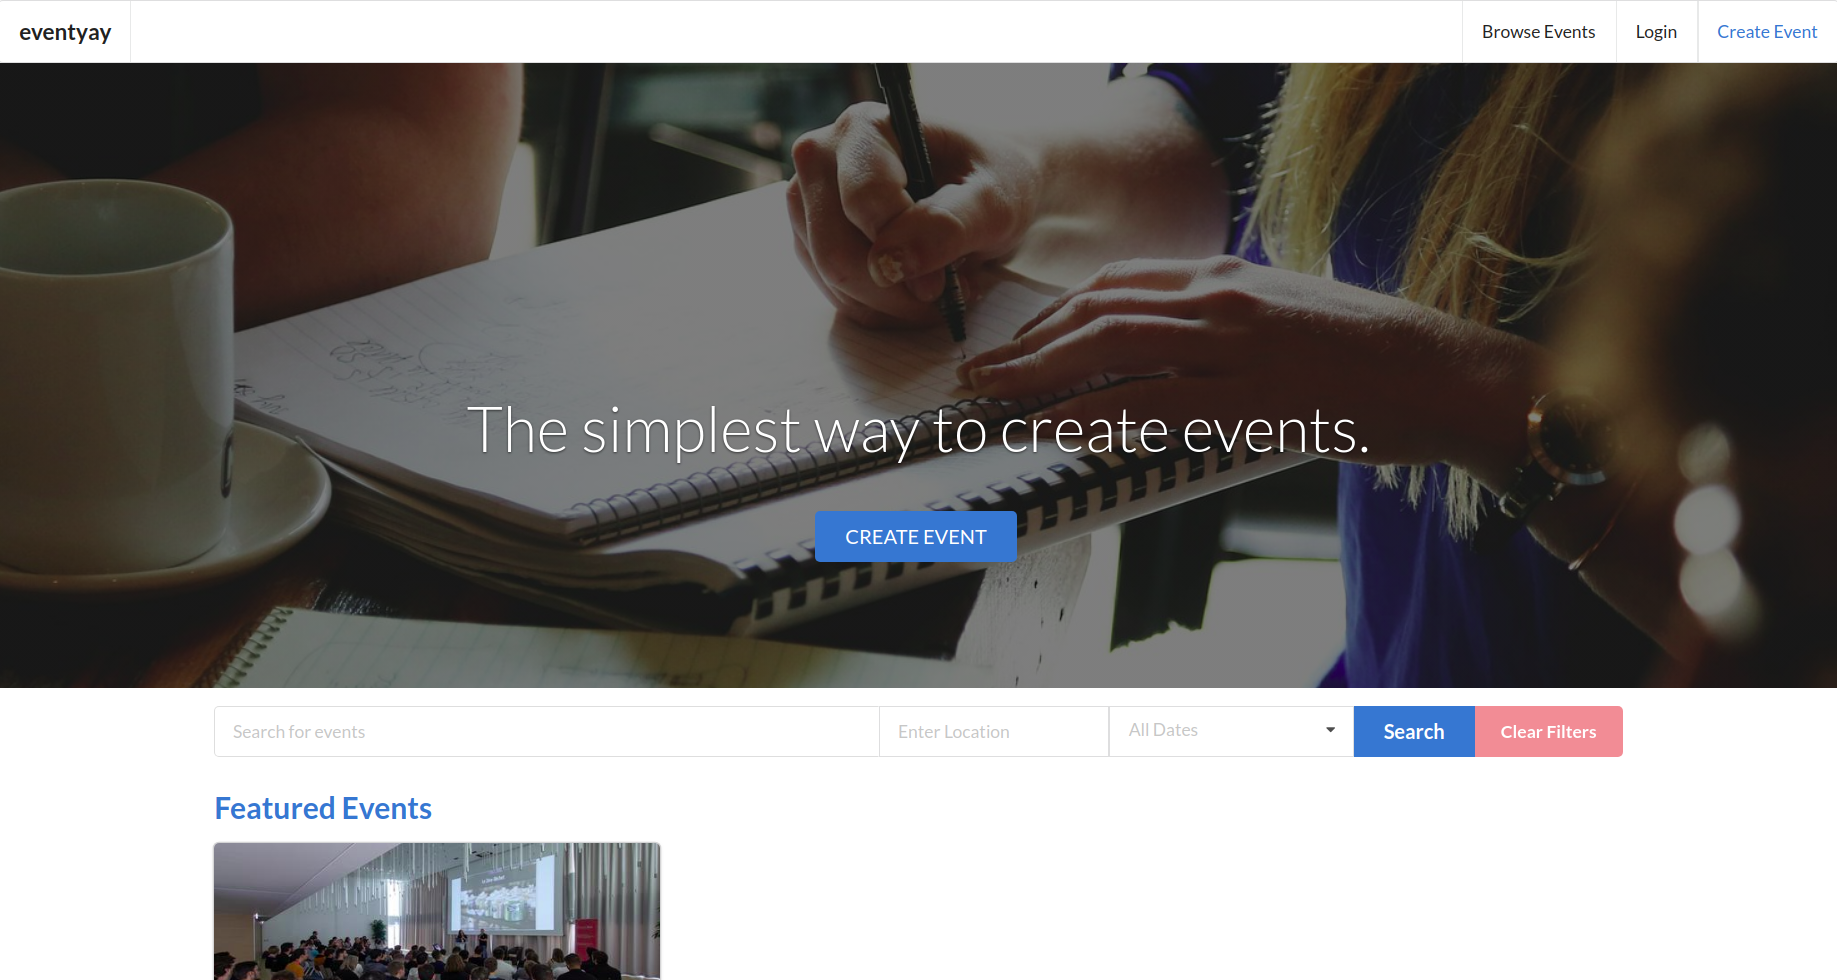 eventyay
Browse Events
Login
Create Event
The simplest way to create events.
CREATE EVENT
Search for events
Enter Location
All Dates
Search
Clear Filters
Featured Events